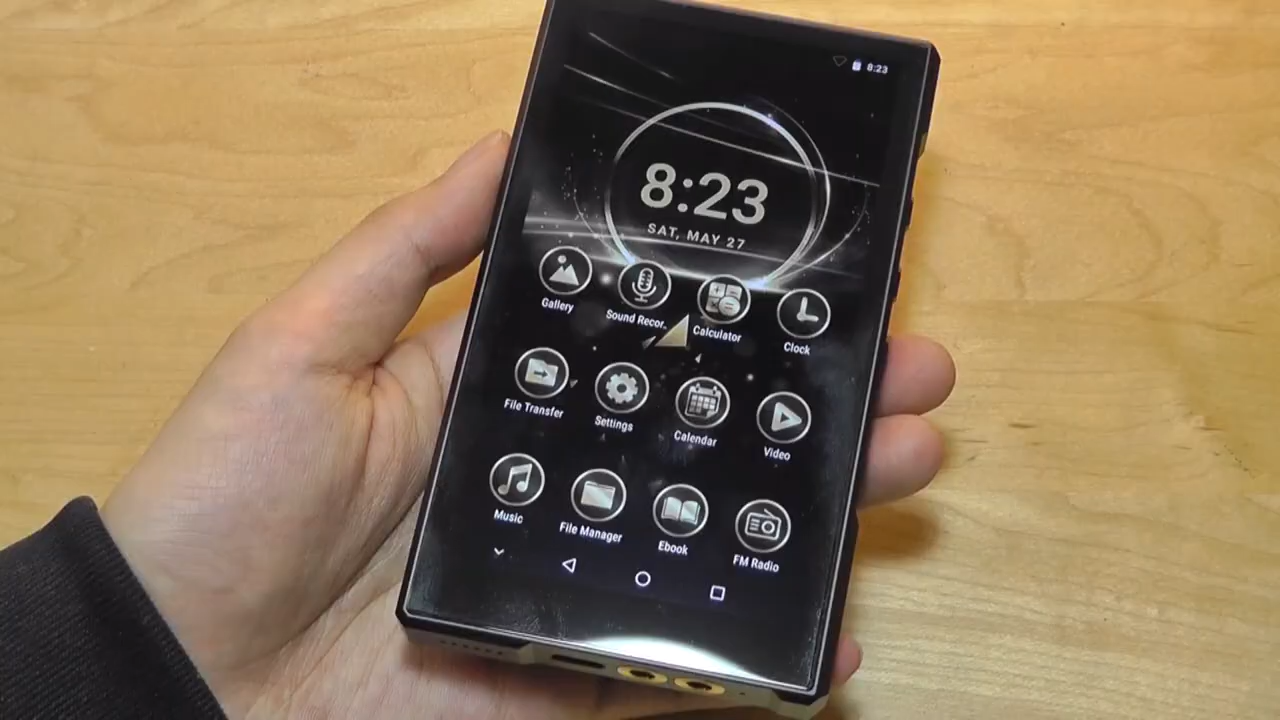 8:23
8:23
SAT, MAY 27
Gallery
Sound Recor..
Calculator
Clock
File Transfer
Settings
Calendar
Video
Music
File Manager
Ebook
FM Radio